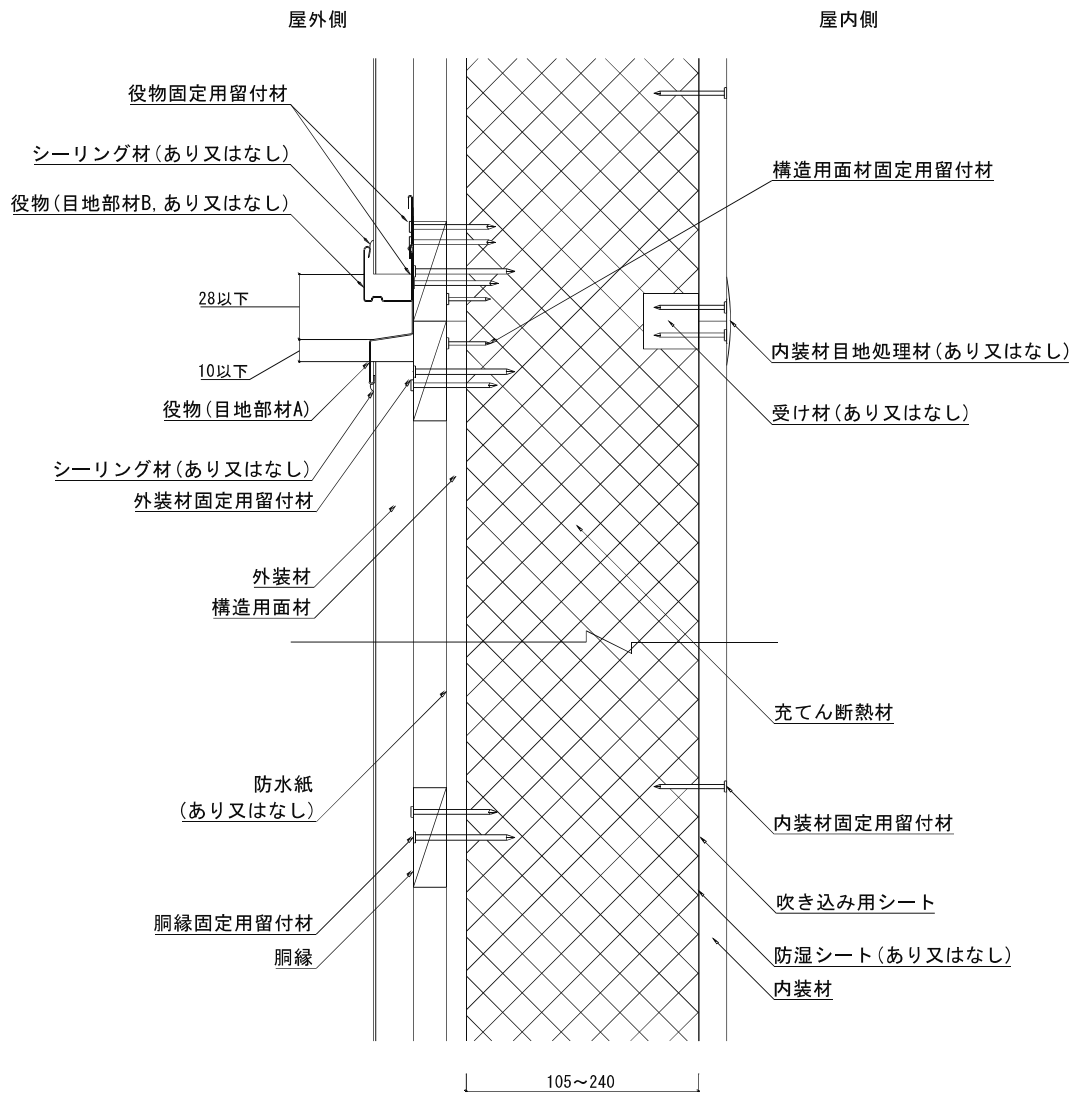 屋外側
屋内側
役物固定用留付材
シーリング材(あり又はなし)
役物(目地部材B, あり又はなし)
28以下
10以下
役物(目地部材A)
シーリング材(あり又はなし)
外装材固定用留付材
外装材
構造用面材
防水紙
(あり又はなし)
胴縁固定用留付材
胴縁
構造用面材固定用留付材
内装材目地処理材(あり又はなし)
受け材(あり又はなし)
充てん断熱材
内装材固定用留付材
吹き込み用シート
防湿シート(あり又はなし)
内装材
105～240